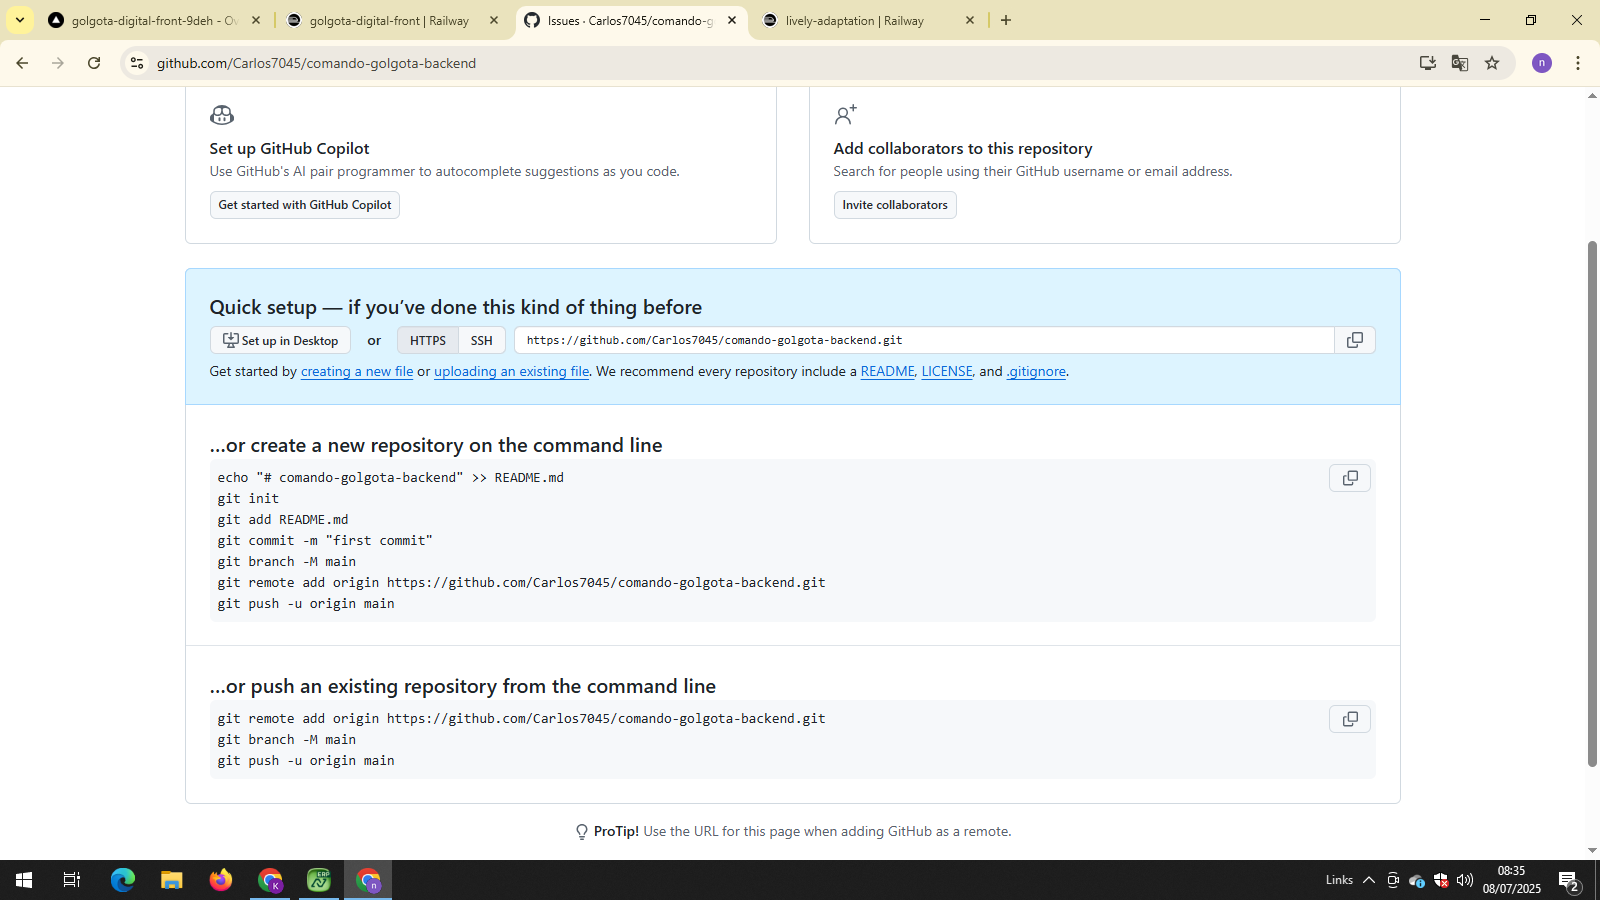 golgota-digital-front-9deh - Ov
golgota-digital-front | Railway
Issues · Carlos7045/comando-g
lively-adaptation | Railway
github.com/Carlos7045/comando-golgota-backend
n
Set up GitHub Copilot
Use GitHub's AI pair programmer to autocomplete suggestions as you code.
Get started with GitHub Copilot
Add collaborators to this repository
Search for people using their GitHub username or email address.
Invite collaborators
Quick setup — if you've done this kind of thing before
Set up in Desktop or HTTPS SSH https://github.com/Carlos7045/comando-golgota-backend.git
Get started by creating a new file or uploading an existing file. We recommend every repository include a README, LICENSE, and .gitignore.
…or create a new repository on the command line
echo "# comando-golgota-backend" >> README.md
git init
git add README.md
git commit -m "first commit"
git branch -M main
git remote add origin https://github.com/Carlos7045/comando-golgota-backend.git
git push -u origin main
…or push an existing repository from the command line
git remote add origin https://github.com/Carlos7045/comando-golgota-backend.git
git branch -M main
git push -u origin main
ProTip! Use the URL for this page when adding GitHub as a remote.
K
ERP
n
Links
08:35
08/07/2025
2